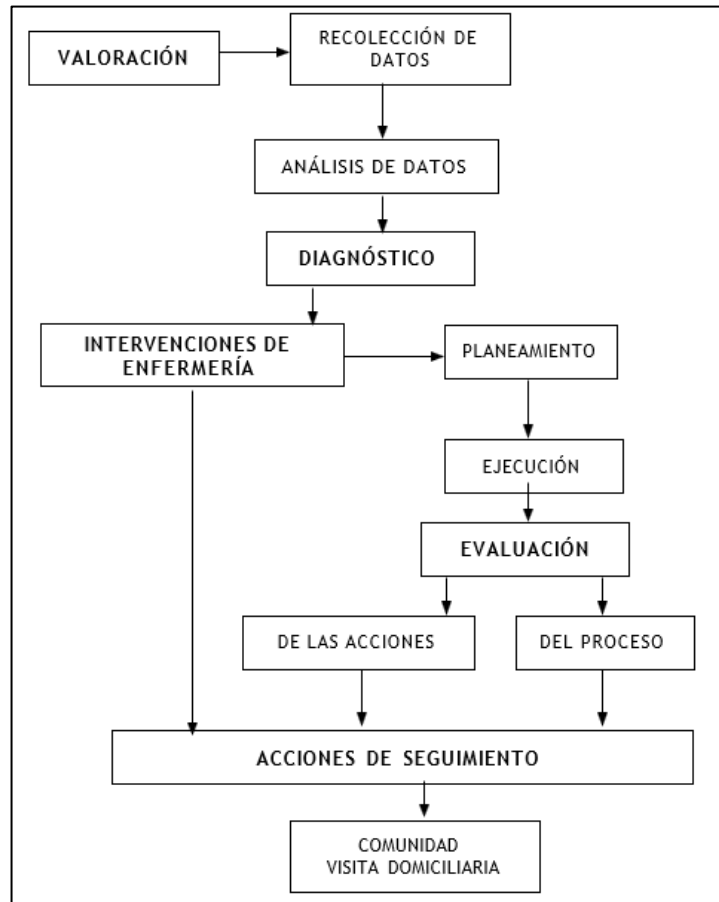 VALORACIÓN
RECOLECCIÓN DE
DATOS
ANÁLISIS DE DATOS
DIAGNÓSTICO
INTERVENCIONES DE
ENFERMERÍA
PLANEAMIENTO
EJECUCIÓN
EVALUACIÓN
DE LAS ACCIONES
DEL PROCESO
ACCIONES DE SEGUIMIENTO
COMUNIDAD
VISITA DOMICILIARIA